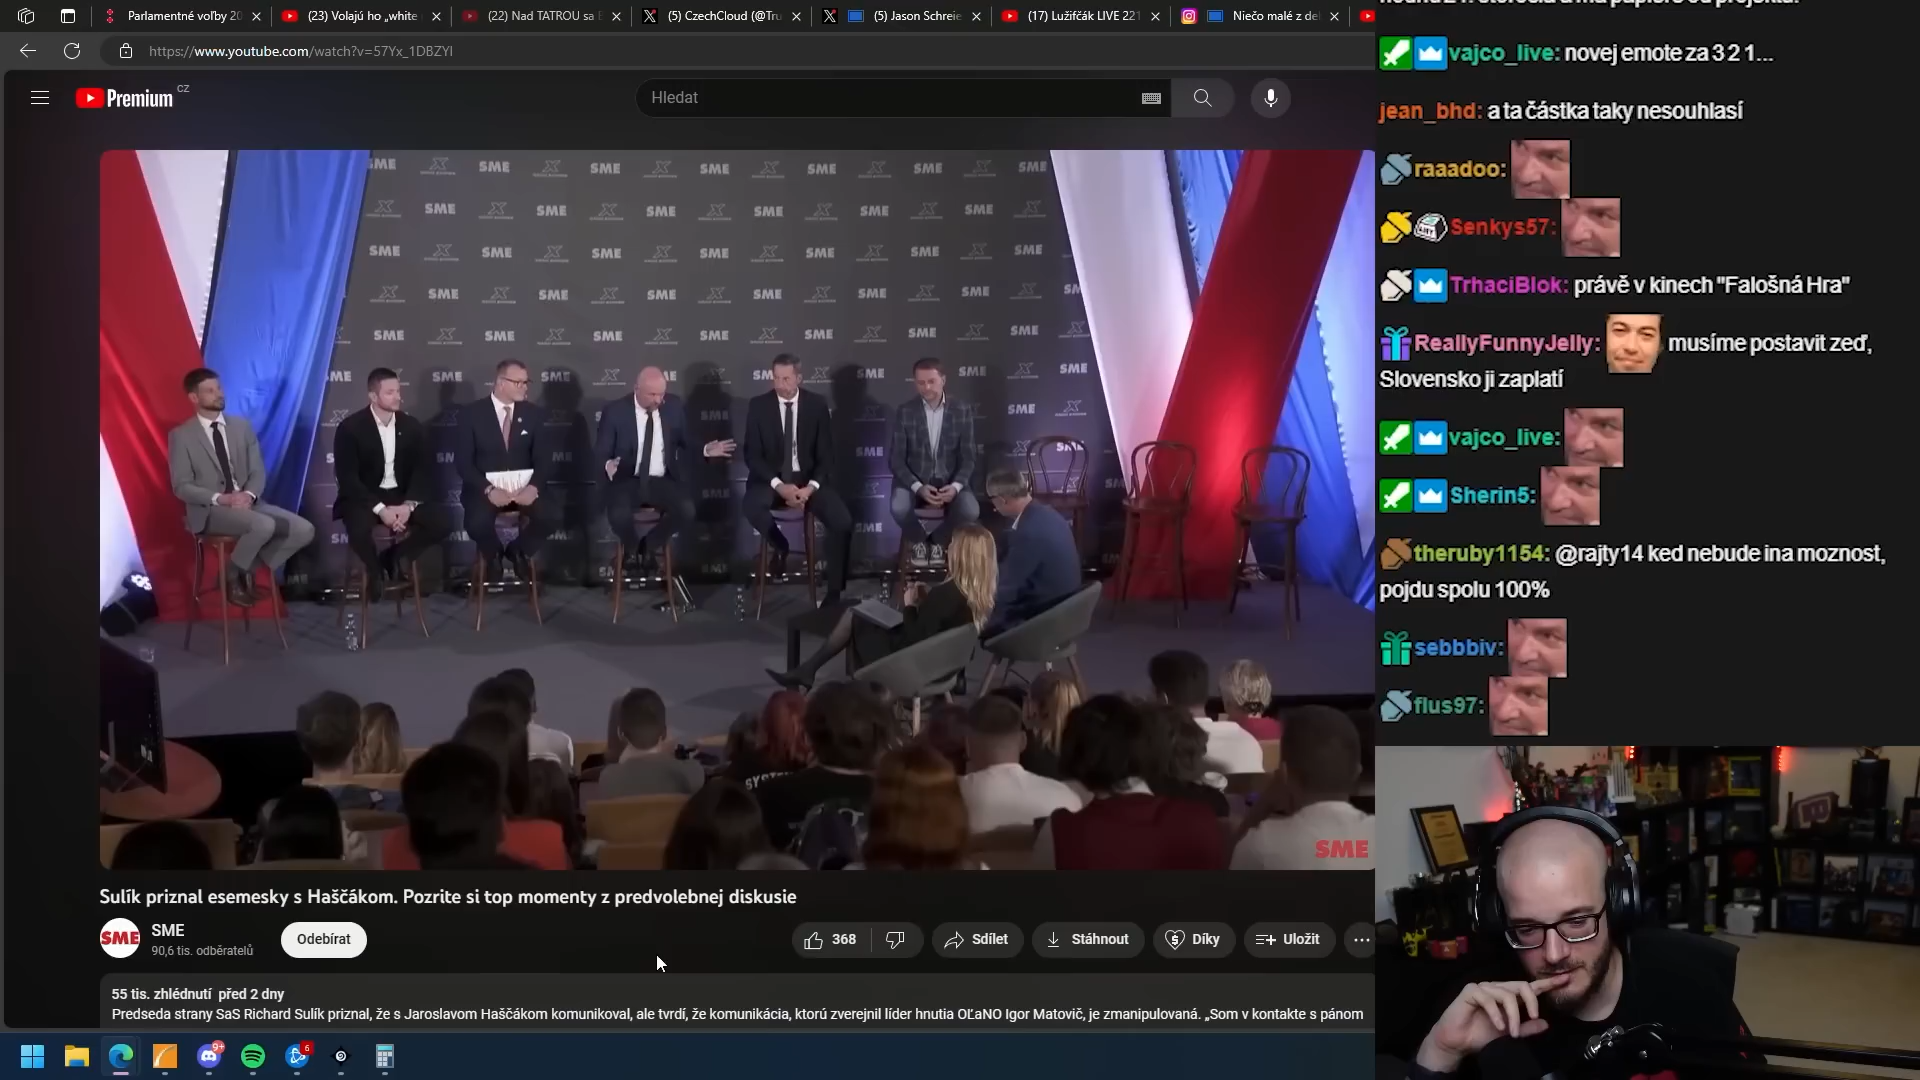 Parlamentné voľby 20
(23) Volajú ho „white
(22) Nad TATROU sa
(5) CzechCloud (@Tru
(5) Jason Schreie
(17) Lužifčák LIVE 221
Niečo malé z de
https://www.youtube.com/watch?v=57Yx_1DBZYI
Premium CZ
Hledat
SME
Sulík priznal esemesky s Haščákom. Pozrite si top momenty z predvolebnej diskusie
SME
SME
90,6 tis. odběratelů
Odebírat
368
Sdílet
Stáhnout
Díky
Uložit
55 tis. zhlédnutí před 2 dny
Predseda strany SaS Richard Sulík priznal, že s Jaroslavom Haščákom komunikoval, ale tvrdí, že komunikácia, ktorú zverejnil líder hnutia OĽaNO Igor Matovič, je zmanipulovaná. „Som v kontakte s pánom
vajco_live: novej emote za 3 2 1...
jean_bhd: a ta částka taky nesouhlasí
raaadoo:
Senkys57:
TrhaciBlok: právě v kinech "Falošná Hra"
ReallyFunnyJelly: musíme postavit zeď,
Slovensko ji zaplatí
vajco_live:
Sherin5:
theruby1154: @rajty14 ked nebude ina moznost,
pojdu spolu 100%
sebbbiv:
flus97:
9+
6